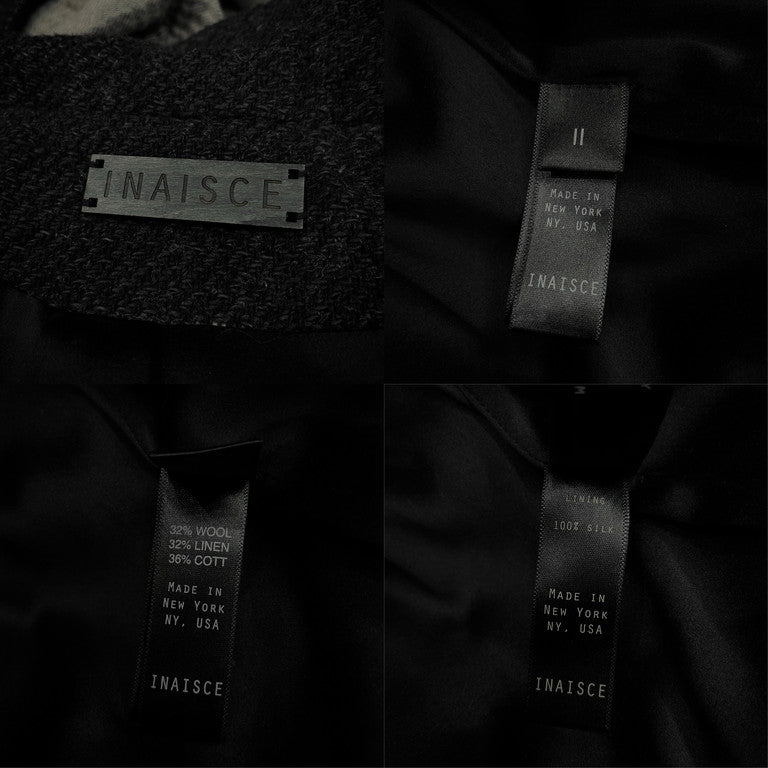 INAISCE
II
MADE IN
NEW YORK
NY, USA
INAISCE
32% WOOL
32% LINEN
36% COTT
MADE IN
NEW YORK
NY, USA
INAISCE
LINING
100% SILK
MADE IN
NEW YORK
NY, USA
INAISCE